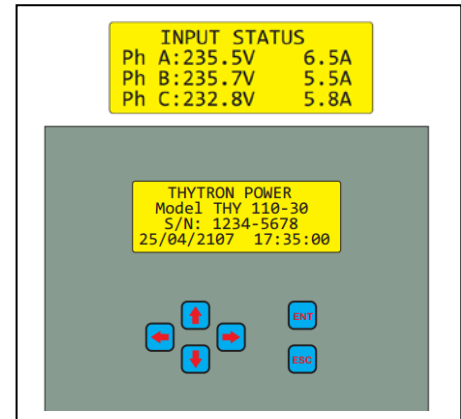 INPUT STATUS
Ph A:235.5V 6.5A
Ph B:235.7V 5.5A
Ph C:232.8V 5.8A
THYTRON POWER
Model THY 110-30
S/N: 1234-5678
25/04/2107 17:35:00
ENT
ESC